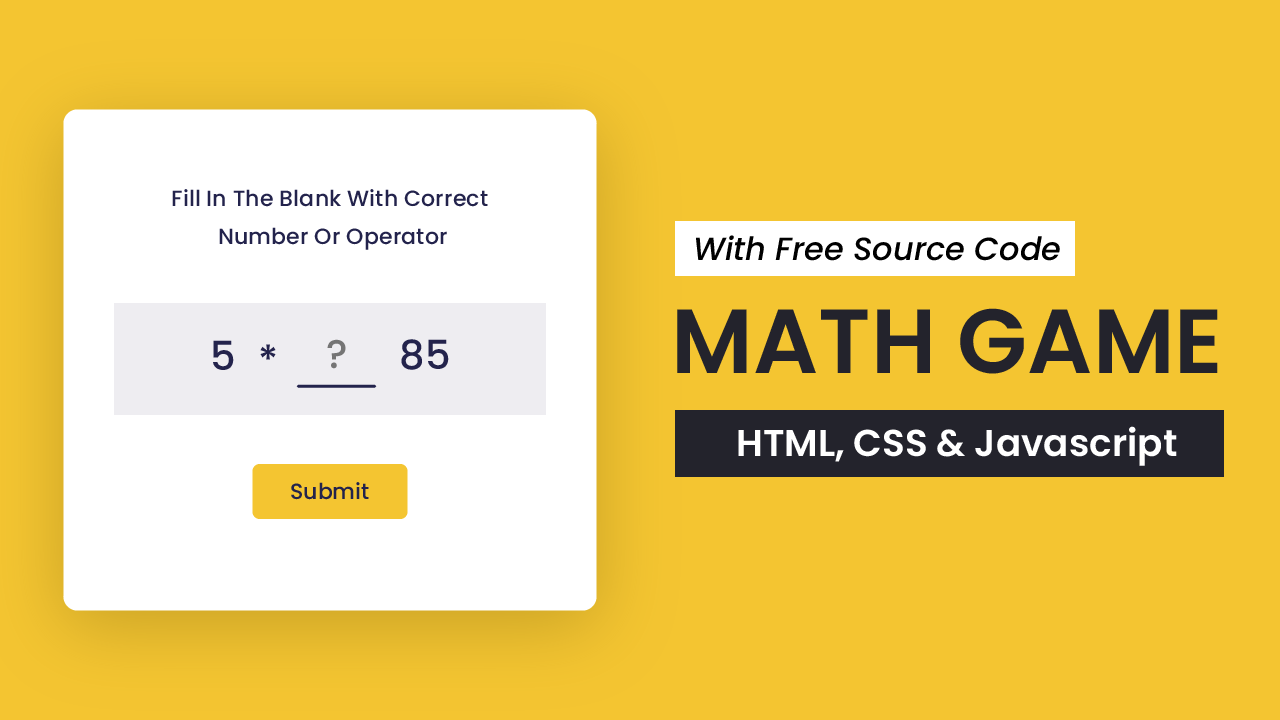 Fill In The Blank With Correct
Number Or Operator
5 * ? 85
Submit
With Free Source Code
MATH GAME
HTML, CSS & Javascript